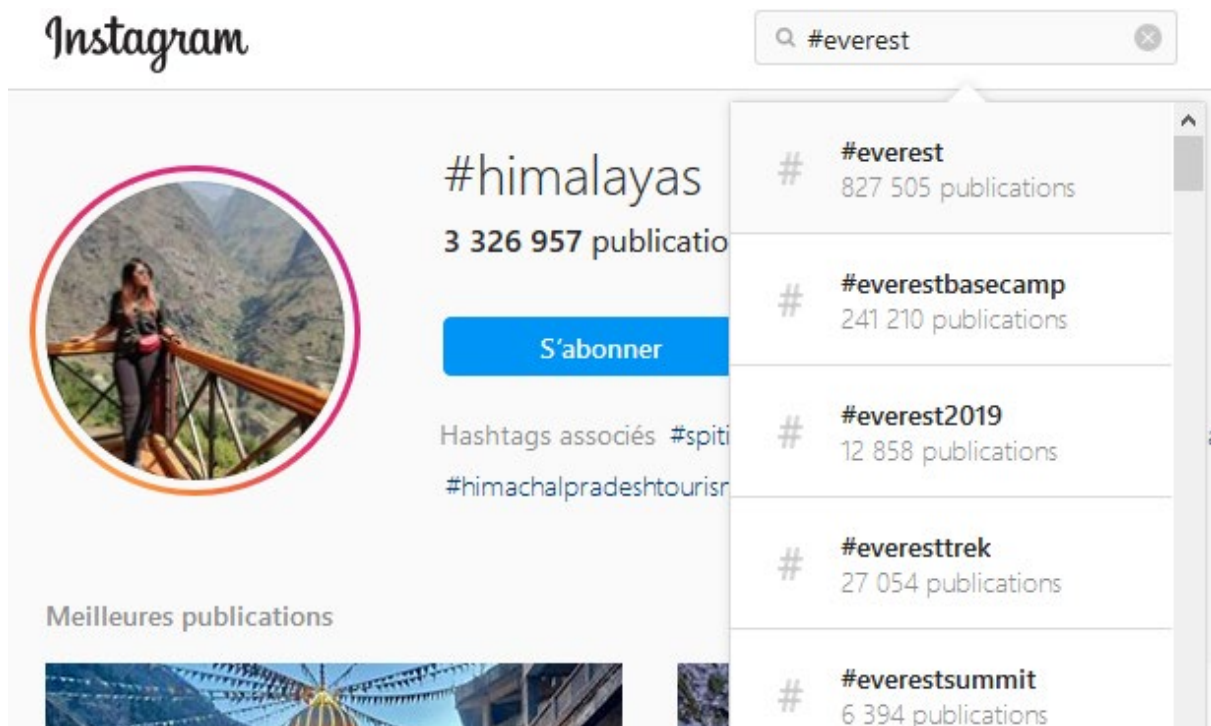 Instagram
#everest
#himalayas
3 326 957 publicatio
S'abonner
Hashtags associés #spiti
#himachalpradeshtourism
Meilleures publications
#everest
827 505 publications
#everestbasecamp
241 210 publications
#everest2019
12 858 publications
#everesttrek
27 054 publications
#everestsummit
6 394 publications